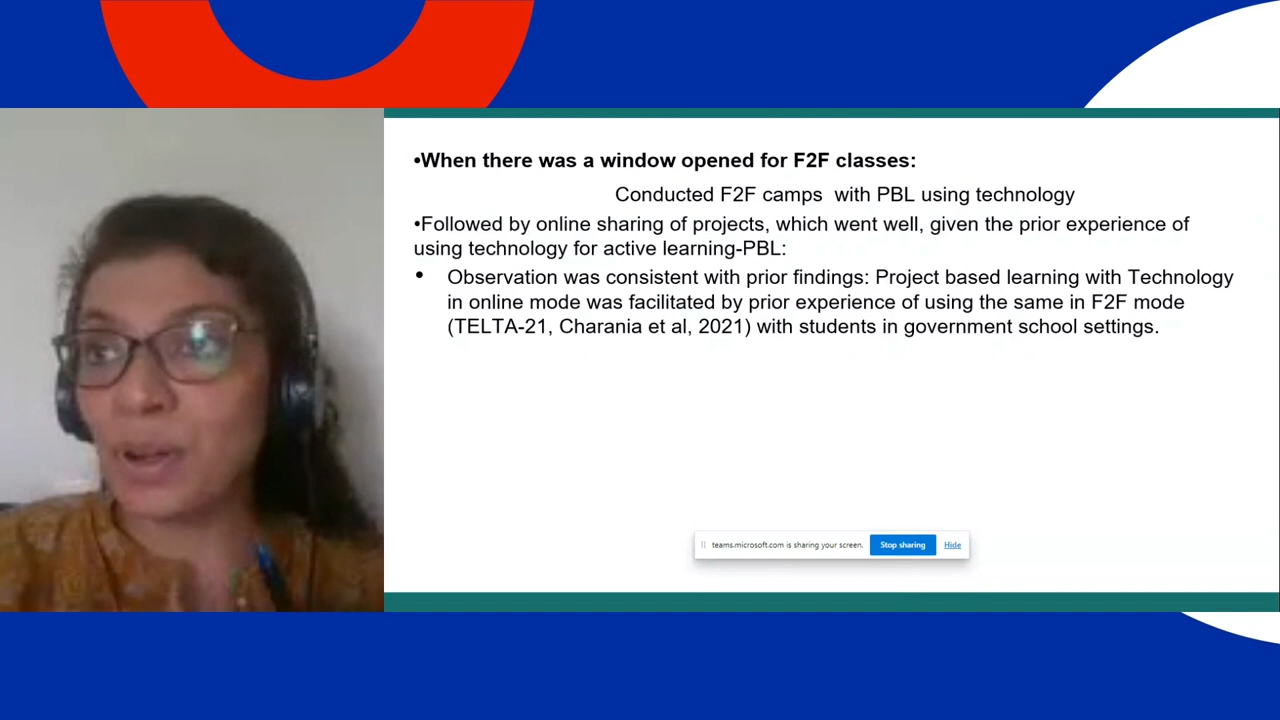 •When there was a window opened for F2F classes:
Conducted F2F camps  with PBL using technology
•Followed by online sharing of projects, which went well, given the prior experience of
using technology for active learning-PBL:
• Observation was consistent with prior findings: Project based learning with Technology
in online mode was facilitated by prior experience of using the same in F2F mode
(TELTA-21, Charania et al, 2021) with students in government school settings.
teams.microsoft.com is sharing your screen. Stop sharing Hide